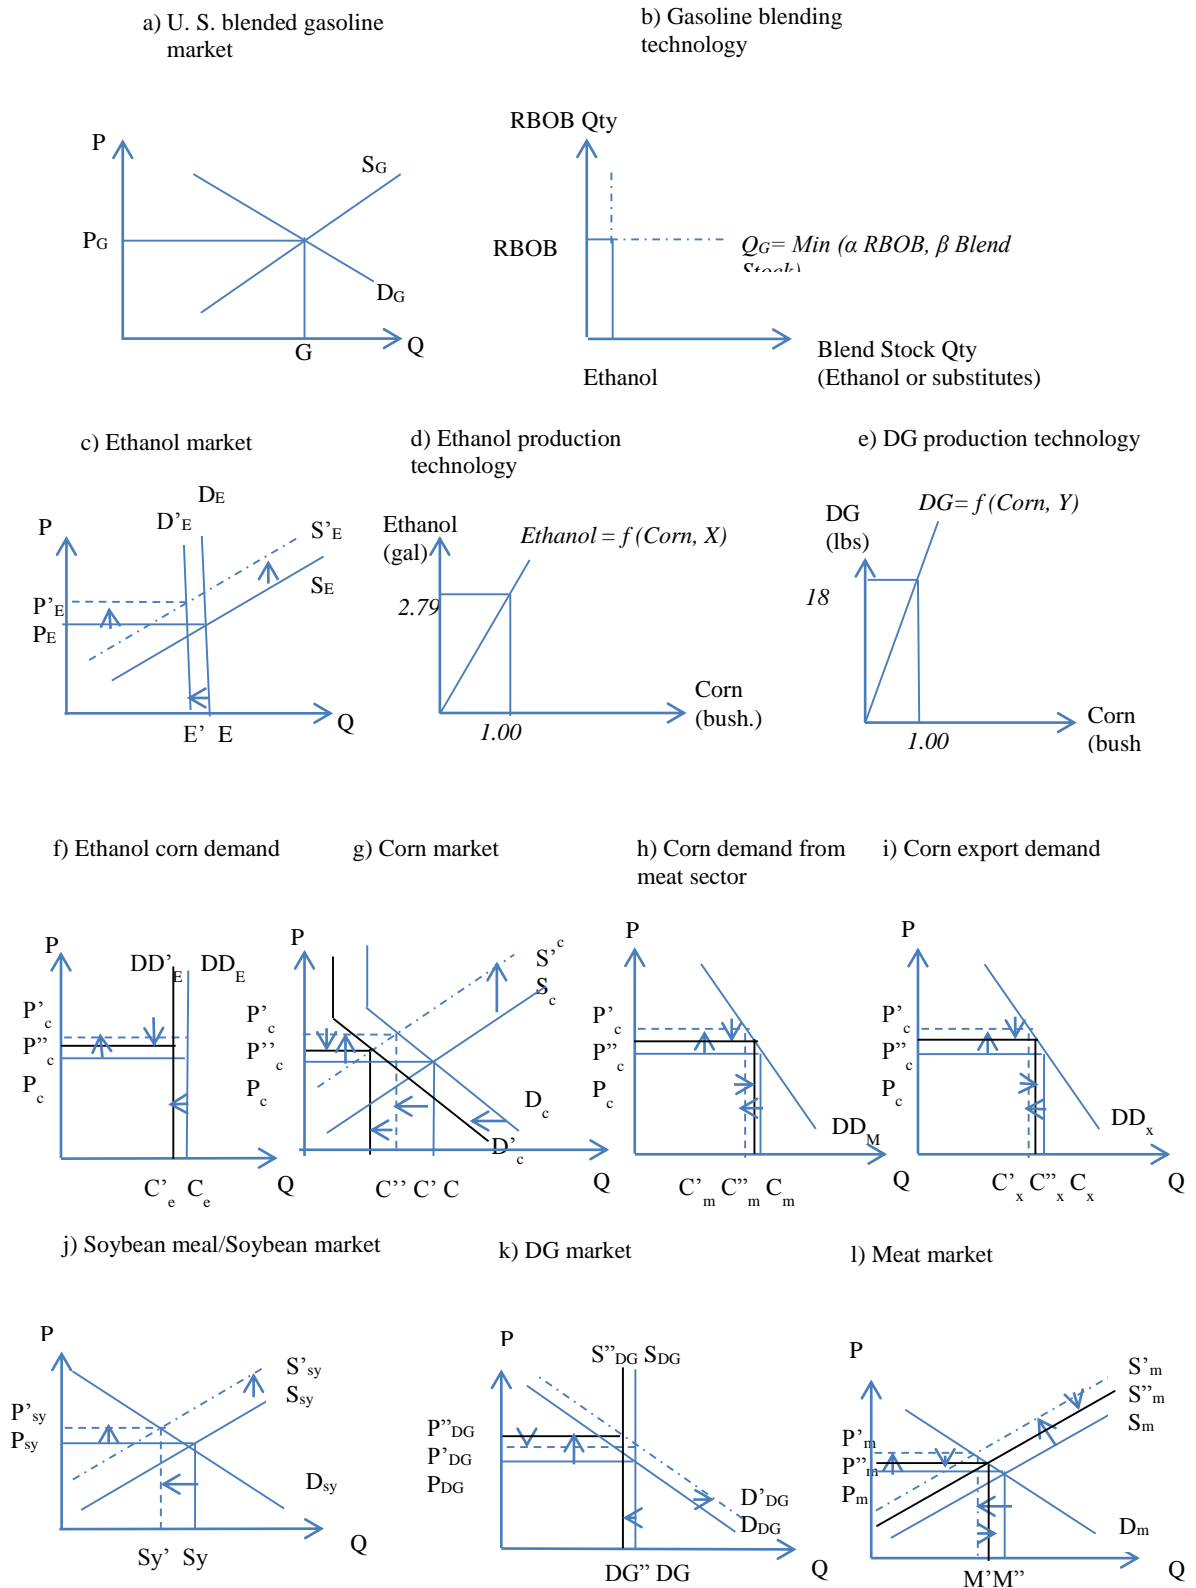 a) U. S. blended gasoline
market
b) Gasoline blending
technology
P
SG
PG
DG
G
Q
RBOB Qty
RBOB
QG= Min (α RBOB, β Blend
Stock)
Ethanol
Blend Stock Qty
(Ethanol or substitutes)
c) Ethanol market
d) Ethanol production
technology
e) DG production technology
P
D'E
DE
S'E
SE
P'E
PE
E' E
Q
Ethanol
(gal)
Ethanol = f (Corn, X)
2.79
1.00
Corn
(bush.)
DG
(lbs)
DG= f (Corn, Y)
18
1.00
Corn
(bush
f) Ethanol corn demand
g) Corn market
h) Corn demand from
meat sector
i) Corn export demand
P
DD'E DDE
P'c
P''c
Pc
C'e Ce
Q
P
S'c
Sc
P'c
P''c
Pc
Dc
D'c
C'' C' C
Q
P
P'c
P''c
Pc
DDM
C'm C''m Cm
Q
P
P'c
P''c
Pc
DDx
C'x C''x Cx
Q
j) Soybean meal/Soybean market
k) DG market
l) Meat market
P
S'sy
Ssy
P'sy
Psy
Dsy
Sy' Sy
Q
P
S''DG SDG
P''DG
P'DG
PDG
D'DG
DDG
DG'' DG
Q
P
S'm
S''m
Sm
P'm
P''m
Pm
Dm
M'M''
Q